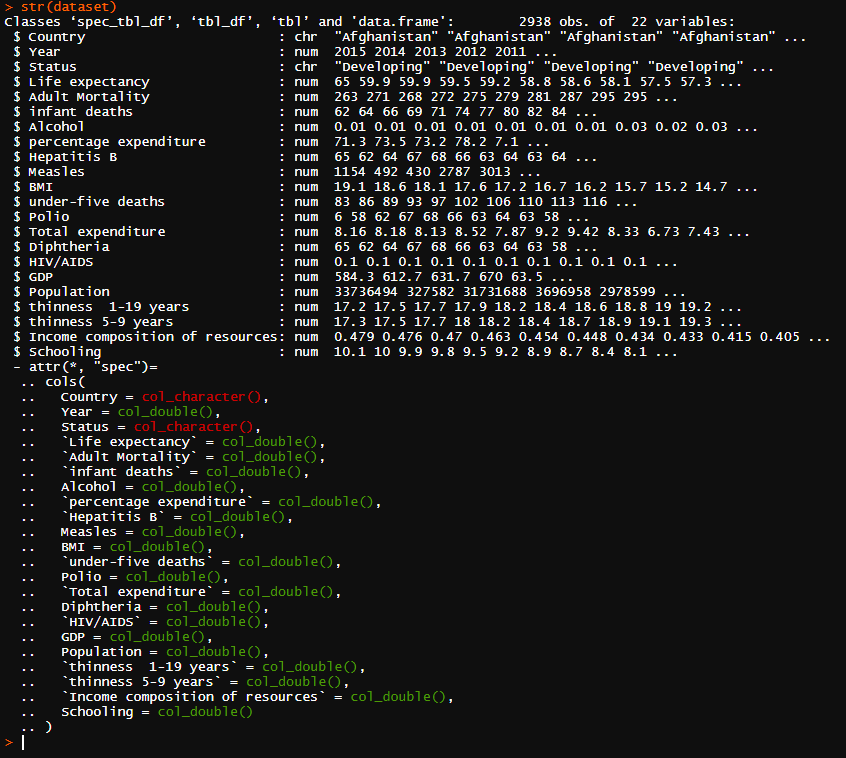 > str(dataset)
Classes ‘spec_tbl_df’, ‘tbl_df’, ‘tbl’ and 'data.frame':        2938 obs. of  22 variables:
 $ Country                        : chr  "Afghanistan" "Afghanistan" "Afghanistan" "Afghanistan" ...
 $ Year                           : num  2015 2014 2013 2012 2011 ...
 $ Status                         : chr  "Developing" "Developing" "Developing" "Developing" ...
 $ Life expectancy                : num  65 59.9 59.9 59.5 59.2 58.8 58.6 58.1 57.5 57.3 ...
 $ Adult Mortality                : num  263 271 268 272 275 279 281 287 295 295 ...
 $ infant deaths                  : num  62 64 66 69 71 74 77 80 82 84 ...
 $ Alcohol                        : num  0.01 0.01 0.01 0.01 0.01 0.01 0.01 0.03 0.02 0.03 ...
 $ percentage expenditure         : num  71.3 73.5 73.2 78.2 7.1 ...
 $ Hepatitis B                    : num  65 62 64 67 68 66 63 64 63 64 ...
 $ Measles                        : num  1154 492 430 2787 3013 ...
 $ BMI                            : num  19.1 18.6 18.1 17.6 17.2 16.7 16.2 15.7 15.2 14.7 ...
 $ under-five deaths              : num  83 86 89 93 97 102 106 110 113 116 ...
 $ Polio                          : num  6 58 62 67 68 66 63 64 63 58 ...
 $ Total expenditure              : num  8.16 8.18 8.13 8.52 7.87 9.2 9.42 8.33 6.73 7.43 ...
 $ Diphtheria                     : num  65 62 64 67 68 66 63 64 63 58 ...
 $ HIV/AIDS                       : num  0.1 0.1 0.1 0.1 0.1 0.1 0.1 0.1 0.1 0.1 ...
 $ GDP                            : num  584.3 612.7 631.7 670 63.5 ...
 $ Population                     : num  33736494 327582 31731688 3696958 2978599 ...
 $ thinness  1-19 years           : num  17.2 17.5 17.7 17.9 18.2 18.4 18.6 18.8 19 19.2 ...
 $ thinness 5-9 years             : num  17.3 17.5 17.7 18 18.2 18.4 18.7 18.9 19.1 19.3 ...
 $ Income composition of resources: num  0.479 0.476 0.47 0.463 0.454 0.448 0.434 0.433 0.415 0.405 ...
 $ Schooling                      : num  10.1 10 9.9 9.8 9.5 9.2 8.9 8.7 8.4 8.1 ...
 - attr(*, "spec")=
  .. cols(
  ..   Country = col_character(),
  ..   Year = col_double(),
  ..   Status = col_character(),
  ..   `Life expectancy` = col_double(),
  ..   `Adult Mortality` = col_double(),
  ..   `infant deaths` = col_double(),
  ..   Alcohol = col_double(),
  ..   `percentage expenditure` = col_double(),
  ..   `Hepatitis B` = col_double(),
  ..   Measles = col_double(),
  ..   BMI = col_double(),
  ..   `under-five deaths` = col_double(),
  ..   Polio = col_double(),
  ..   `Total expenditure` = col_double(),
  ..   Diphtheria = col_double(),
  ..   `HIV/AIDS` = col_double(),
  ..   GDP = col_double(),
  ..   Population = col_double(),
  ..   `thinness  1-19 years` = col_double(),
  ..   `thinness 5-9 years` = col_double(),
  ..   `Income composition of resources` = col_double(),
  ..   Schooling = col_double()
  .. )
>